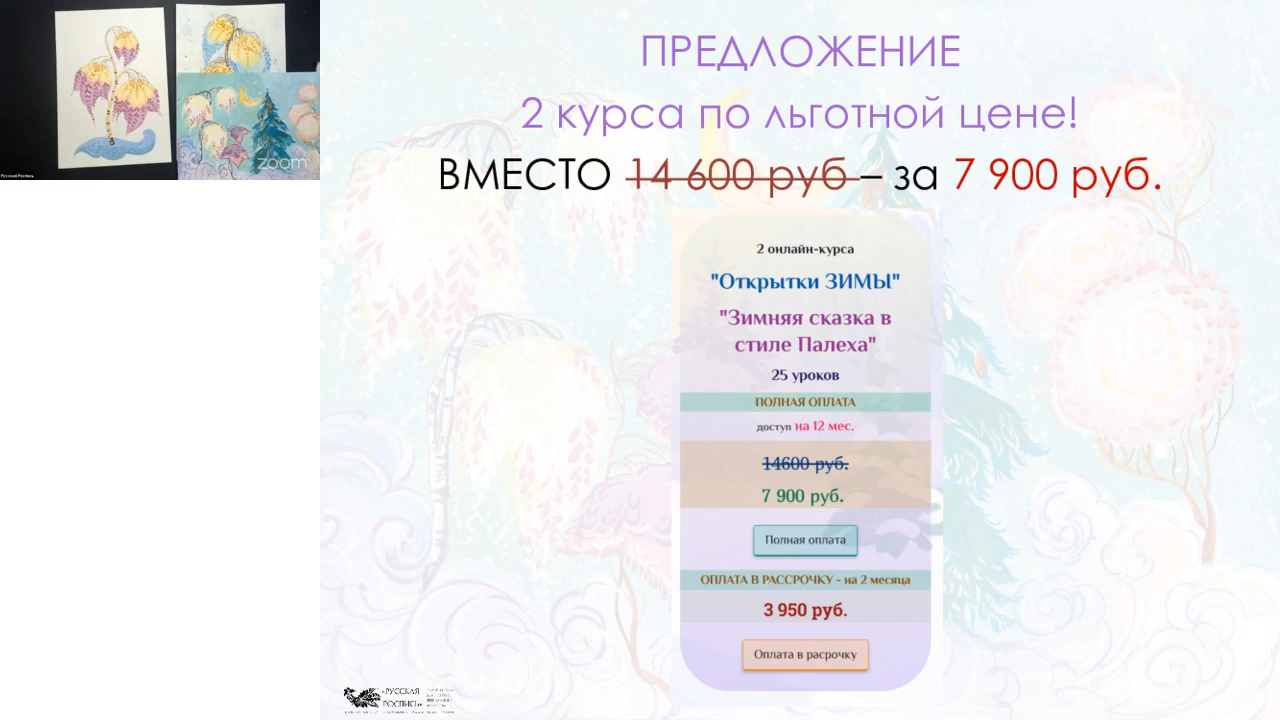 zoom
Русская Роспись
ПРЕДЛОЖЕНИЕ
2 курса по льготной цене!
ВМЕСТО 14 600 руб – за 7 900 руб.
2 онлайн-курса
"Открытки ЗИМЫ"
"Зимняя сказка в
стиле Палеха"
25 уроков
ПОЛНАЯ ОПЛАТА
доступ на 12 мес.
14600 руб.
7 900 руб.
Полная оплата
ОПЛАТА В РАССРОЧКУ - на 2 месяца
3 950 руб.
Оплата в расрочку
«РУССКАЯ
РОСПИСЬ»